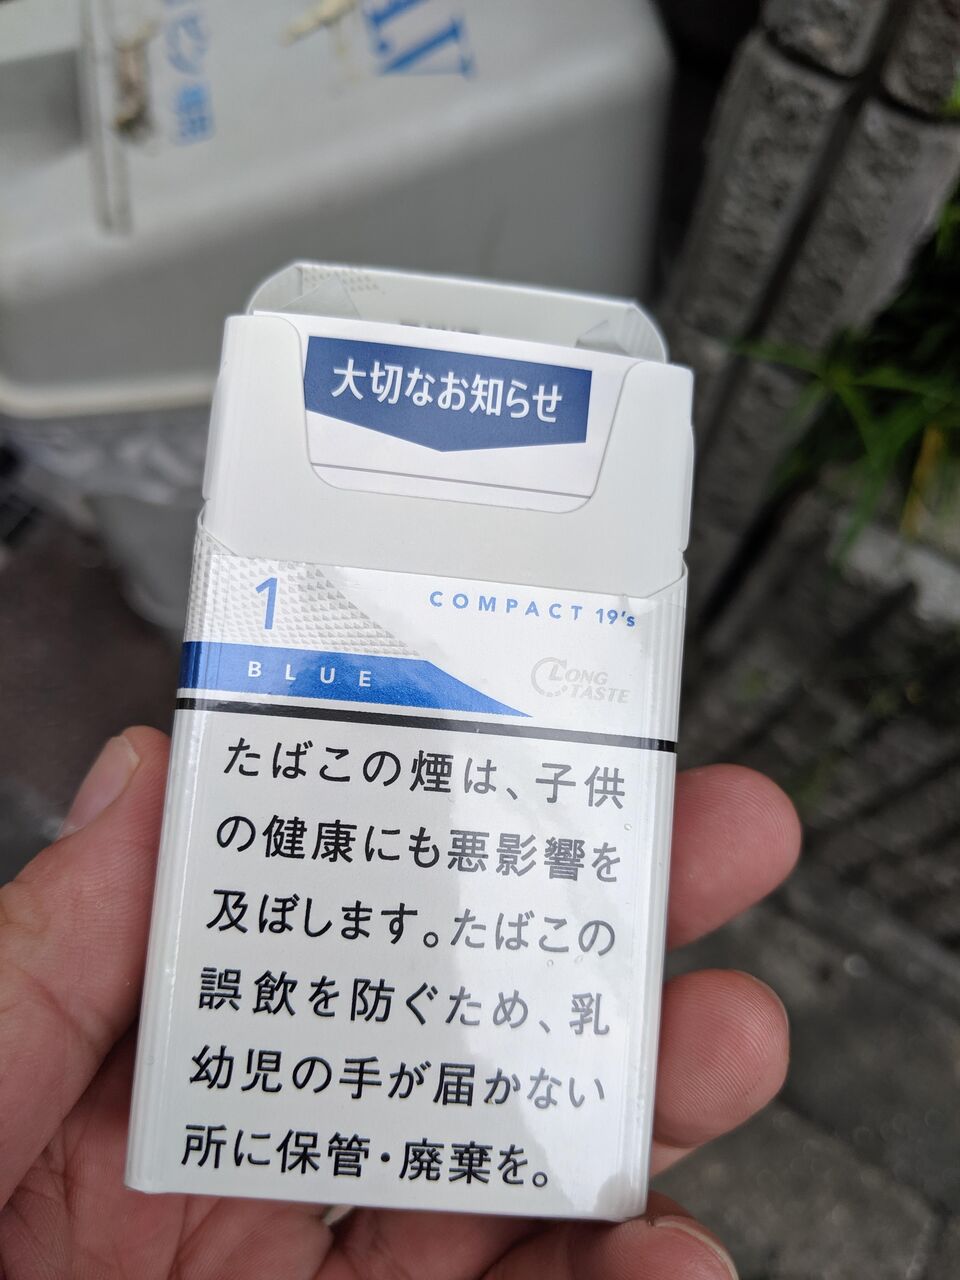 大切なお知らせ
1
COMPACT 19's
BLUE
LONG
TASTE
たばこの煙は、子供
の健康にも悪影響を
及ぼします。たばこの
誤飲を防ぐため、乳
幼児の手が届かない
所に保管・廃棄を。